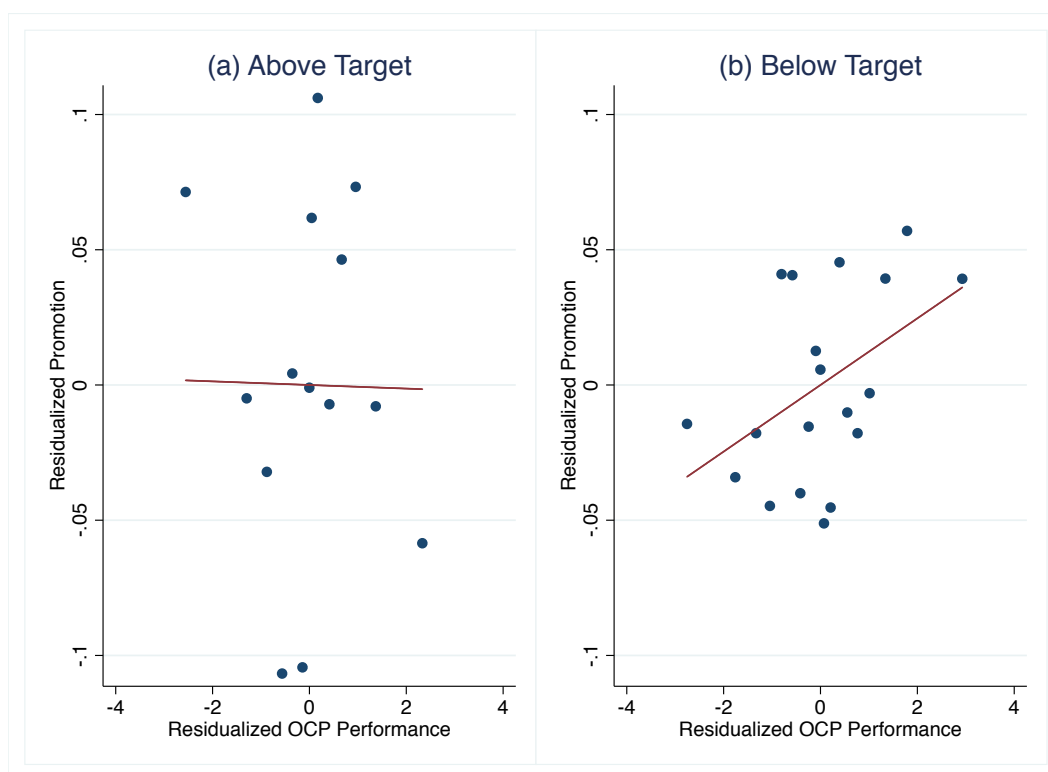 (a) Above Target
.1
.05
0
-.05
-.1
Residualized Promotion
-4 -2 0 2 4
Residualized OCP Performance
(b) Below Target
.1
.05
0
-.05
-.1
Residualized Promotion
-4 -2 0 2 4
Residualized OCP Performance